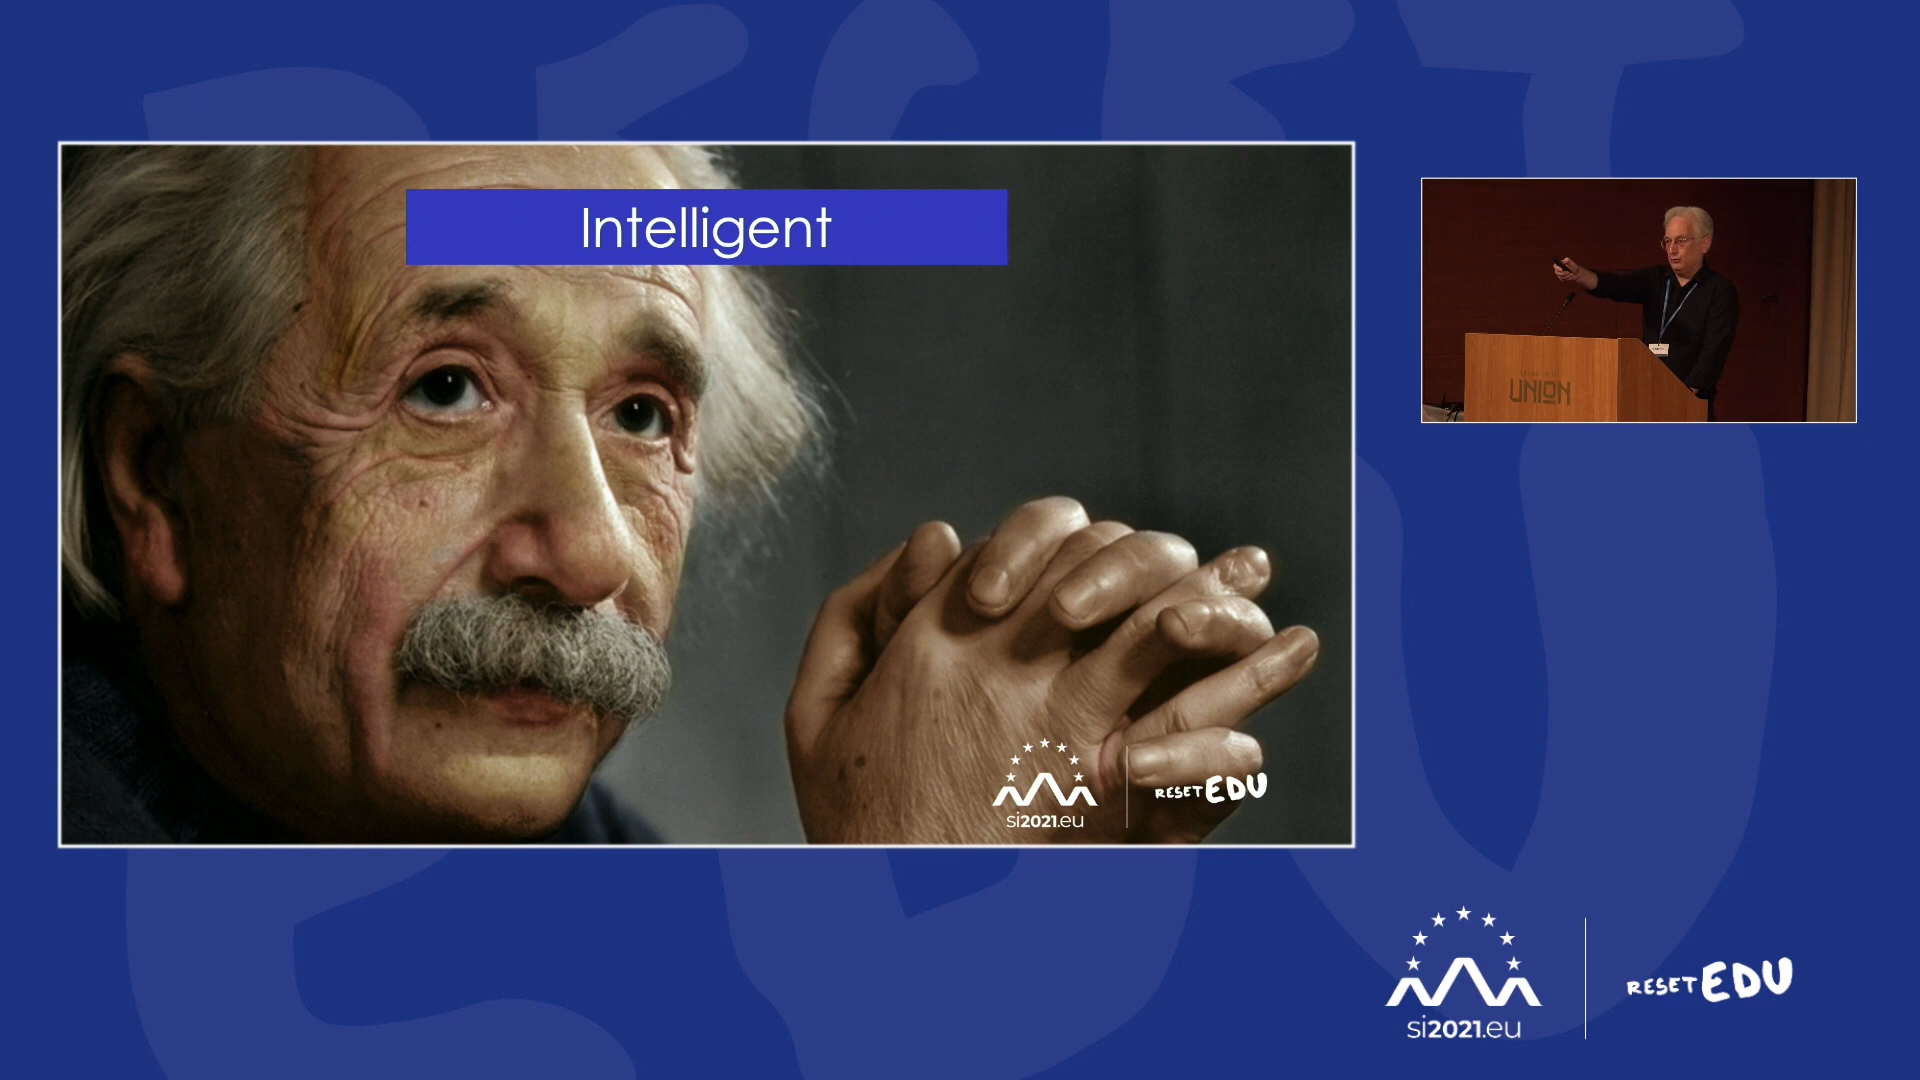 Intelligent
si2021.eu
RESET EDU
UNION
si2021.eu
RESET EDU